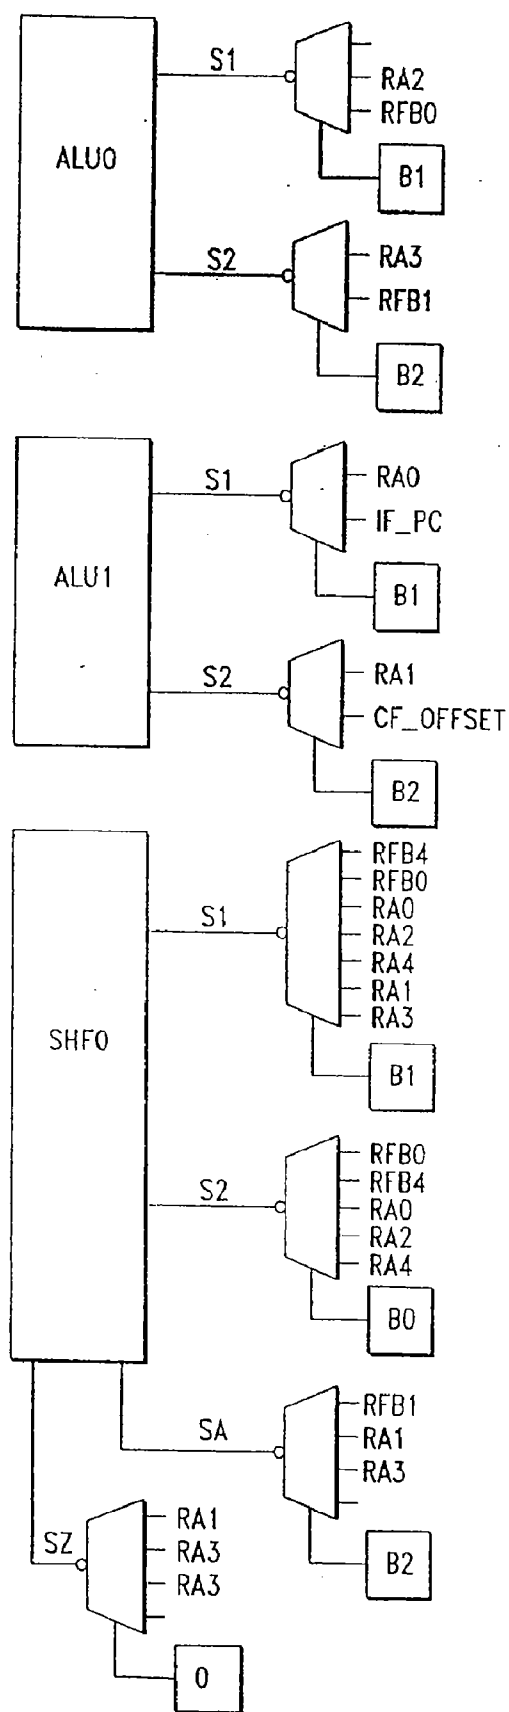 ALU0
S1
RA2
RFB0
B1
S2
RA3
RFB1
B2
ALU1
S1
RA0
IF_PC
B1
S2
RA1
CF_OFFSET
B2
SHF0
S1
RFB4
RFB0
RA0
RA2
RA4
RA1
RA3
B1
S2
RFB0
RFB4
RA0
RA2
RA4
B0
SA
RFB1
RA1
RA3
B2
SZ
RA1
RA3
RA3
0